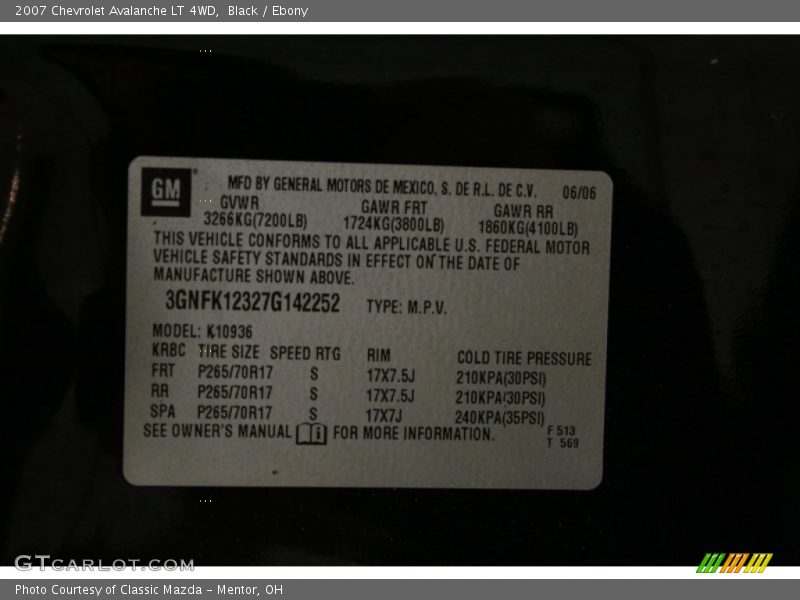 2007 Chevrolet Avalanche LT 4WD, Black / Ebony
GM
MFD BY GENERAL MOTORS DE MEXICO, S. DE R.L. DE C.V. 06/06
GVWR GAWR FRT GAWR RR
3266KG(7200LB) 1724KG(3800LB) 1860KG(4100LB)
THIS VEHICLE CONFORMS TO ALL APPLICABLE U.S. FEDERAL MOTOR
VEHICLE SAFETY STANDARDS IN EFFECT ON THE DATE OF
MANUFACTURE SHOWN ABOVE.
3GNFK12327G142252 TYPE: M.P.V.
MODEL: K10936
KRBC TIRE SIZE SPEED RTG RIM COLD TIRE PRESSURE
FRT P265/70R17 S 17X7.5J 210KPA(30PSI)
RR P265/70R17 S 17X7.5J 210KPA(30PSI)
SPA P265/70R17 S 17X7J 240KPA(35PSI)
SEE OWNER'S MANUAL i FOR MORE INFORMATION. F 513
T 569
GTCARLOT.COM
Photo Courtesy of Classic Mazda - Mentor, OH